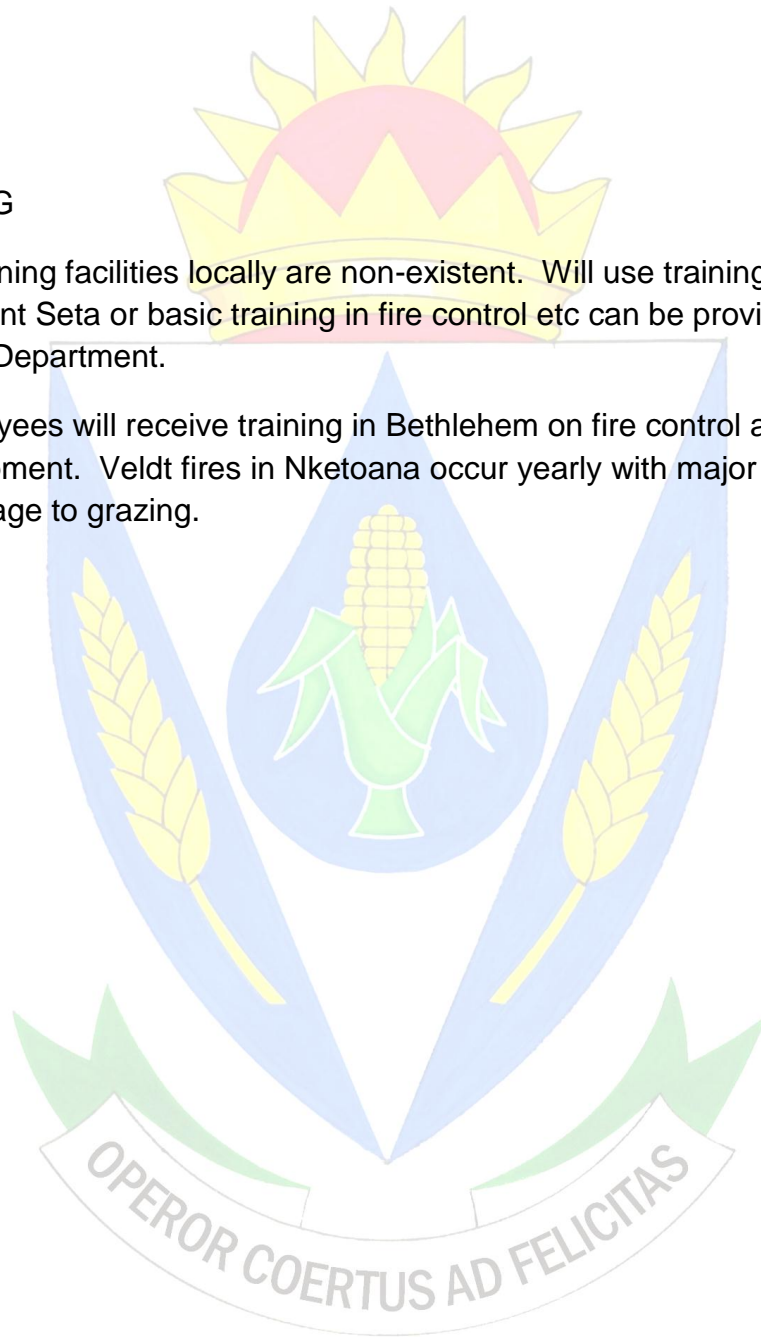 G
ning facilities locally are non-existent. Will use training
nt Seta or basic training in fire control etc can be provi
Department.
yees will receive training in Bethlehem on fire control a
oment. Veldt fires in Nketoana occur yearly with major
age to grazing.
OPEROR COERTUS AD FELICITAS